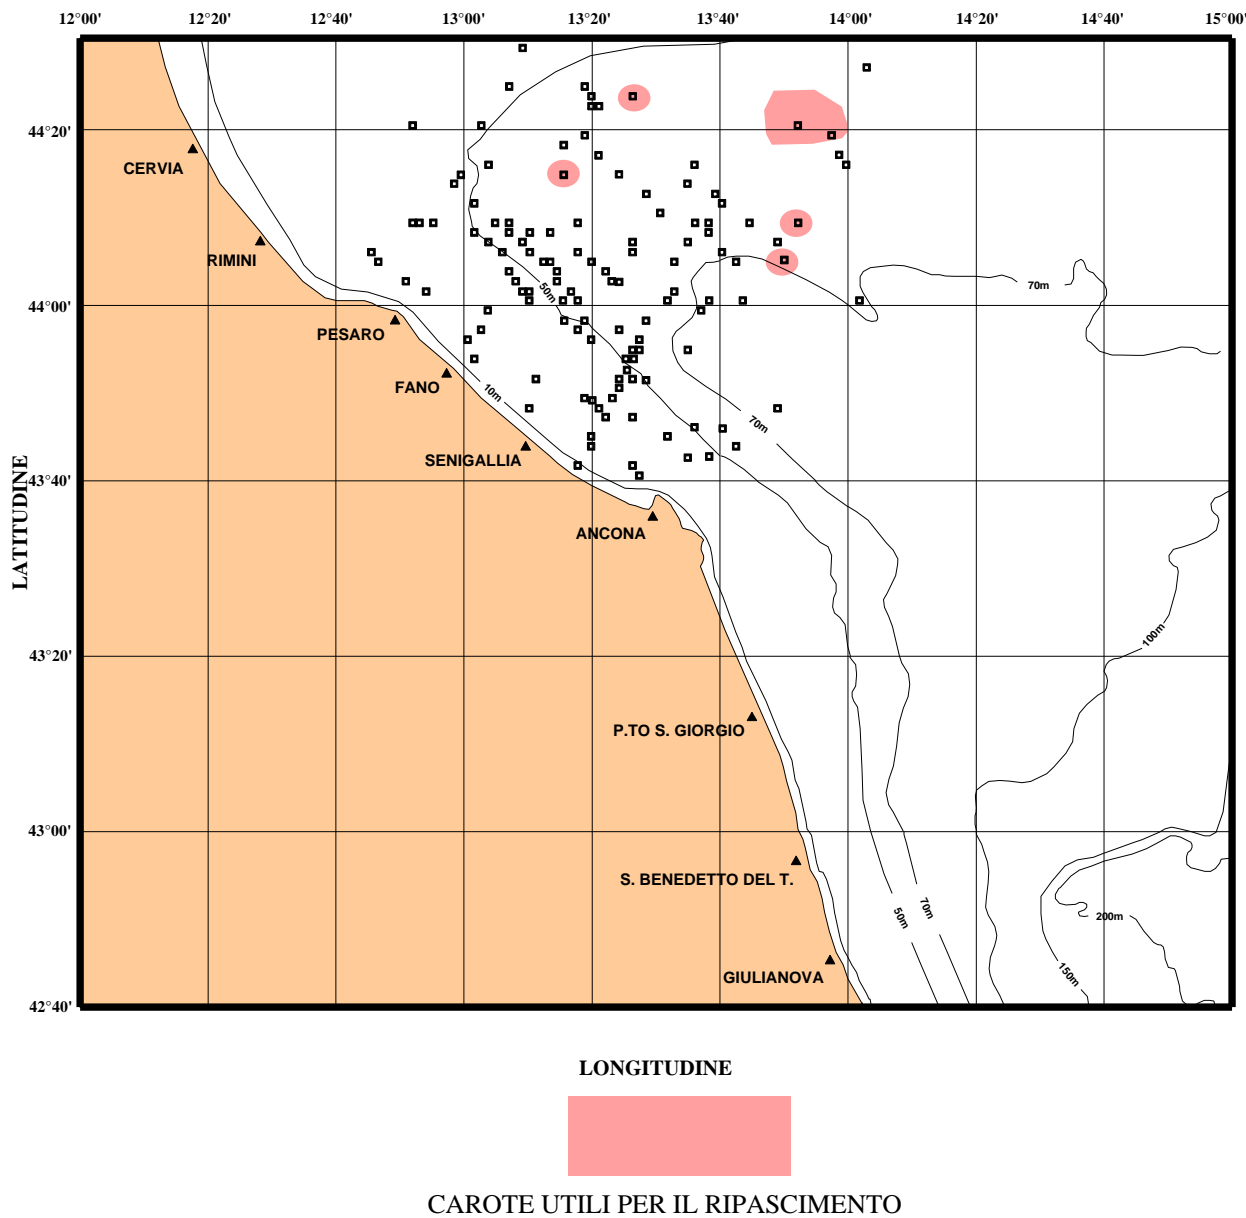 12°00' 12°20' 12°40' 13°00' 13°20' 13°40' 14°00' 14°20' 14°40' 15°00'
44°20'
CERVIA
RIMINI
70m
50m
44°00'
PESARO
FANO
10m
70m
SENIGALLIA
43°40'
LATITUDINE
ANCONA
100m
43°20'
P.TO S. GIORGIO
43°00'
S. BENEDETTO DEL T.
50m
70m
200m
150m
GIULIANOVA
42°40'
LONGITUDINE
CAROTE UTILI PER IL RIPASCIMENTO